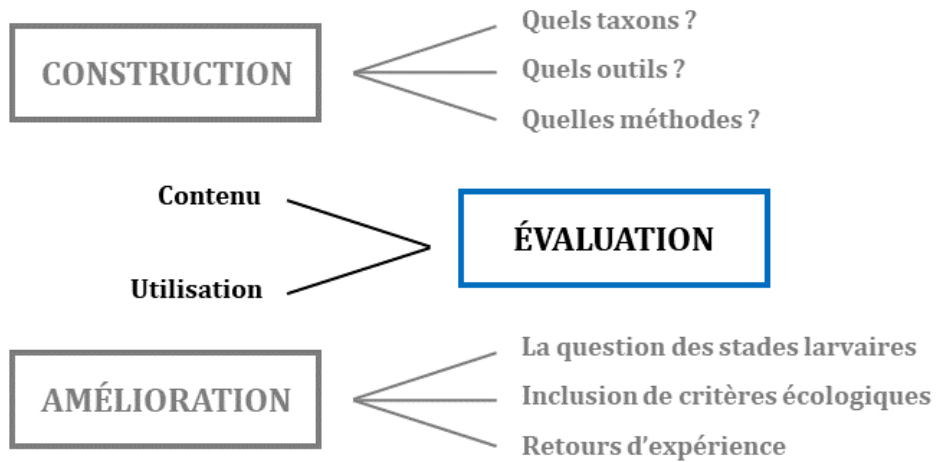 CONSTRUCTION
Quels taxons ?
Quels outils ?
Quelles méthodes ?
Contenu
Utilisation
ÉVALUATION
AMÉLIORATION
La question des stades larvaires
Inclusion de critères écologiques
Retours d’expérience